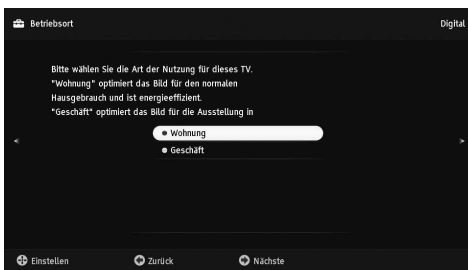 Betriebsort
Digital
Bitte wählen Sie die Art der Nutzung für dieses TV.
"Wohnung" optimiert das Bild für den normalen
Hausgebrauch und ist energieeffizient.
"Geschäft" optimiert das Bild für die Ausstellung in
Wohnung
Geschäft
Einstellen Zurück Nächste